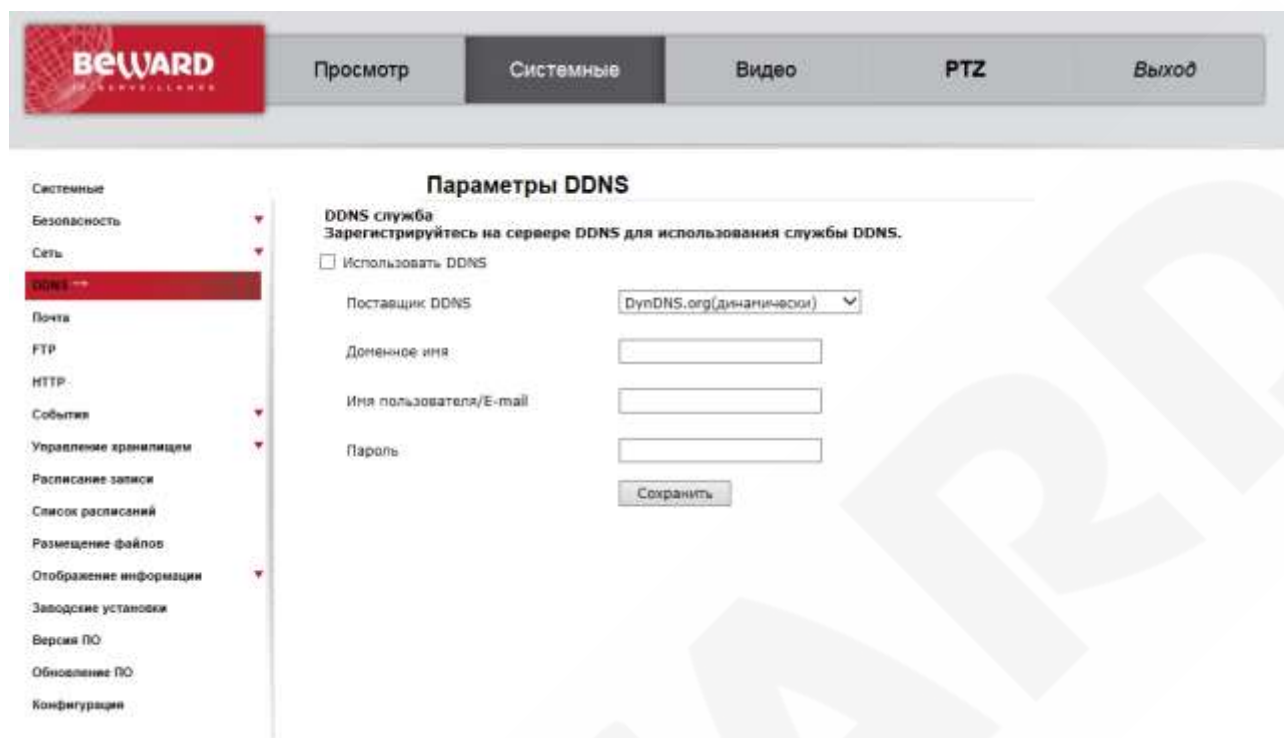 BEWARD
IP SURVEILLANCE
Просмотр
Системные
Видео
PTZ
Выход
Системные
Безопасность
Сеть
DDNS
Почта
FTP
HTTP
События
Управление хранилищем
Расписание записи
Список расписаний
Размещение файлов
Отображение информации
Заводские установки
Версия ПО
Обновление ПО
Конфигурация
Параметры DDNS
DDNS служба
Зарегистрируйтесь на сервере DDNS для использования службы DDNS.
Использовать DDNS
Поставщик DDNS
DynDNS.org(динамически)
Доменное имя
Имя пользователя/E-mail
Пароль
Сохранить